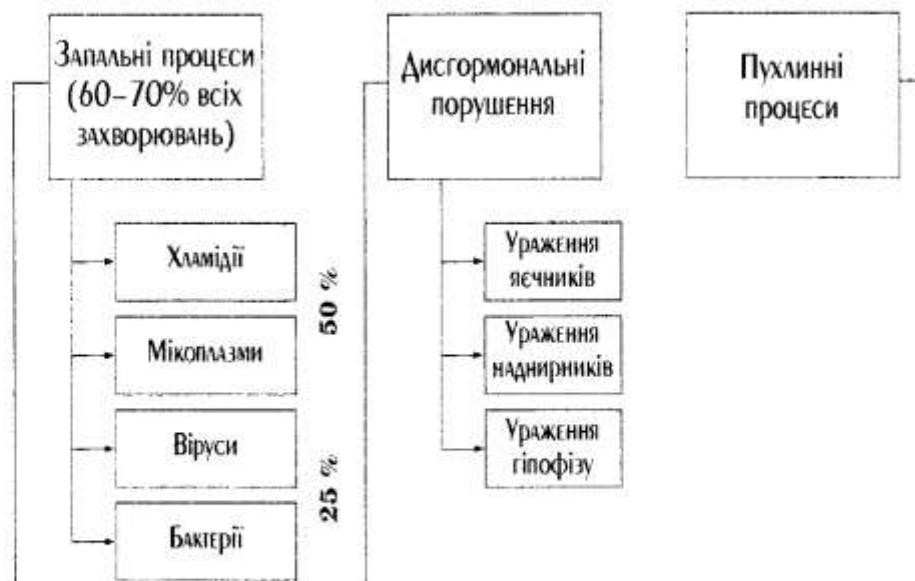 Запальні процеси
(60–70% всіх
захворювань)
Хламідії
Мікоплазми
50 %
Віруси
Бактерії
25 %
Дисгормональні
порушення
Ураження
яєчників
Ураження
наднирників
Ураження
гіпофізу
Пухлинні
процеси